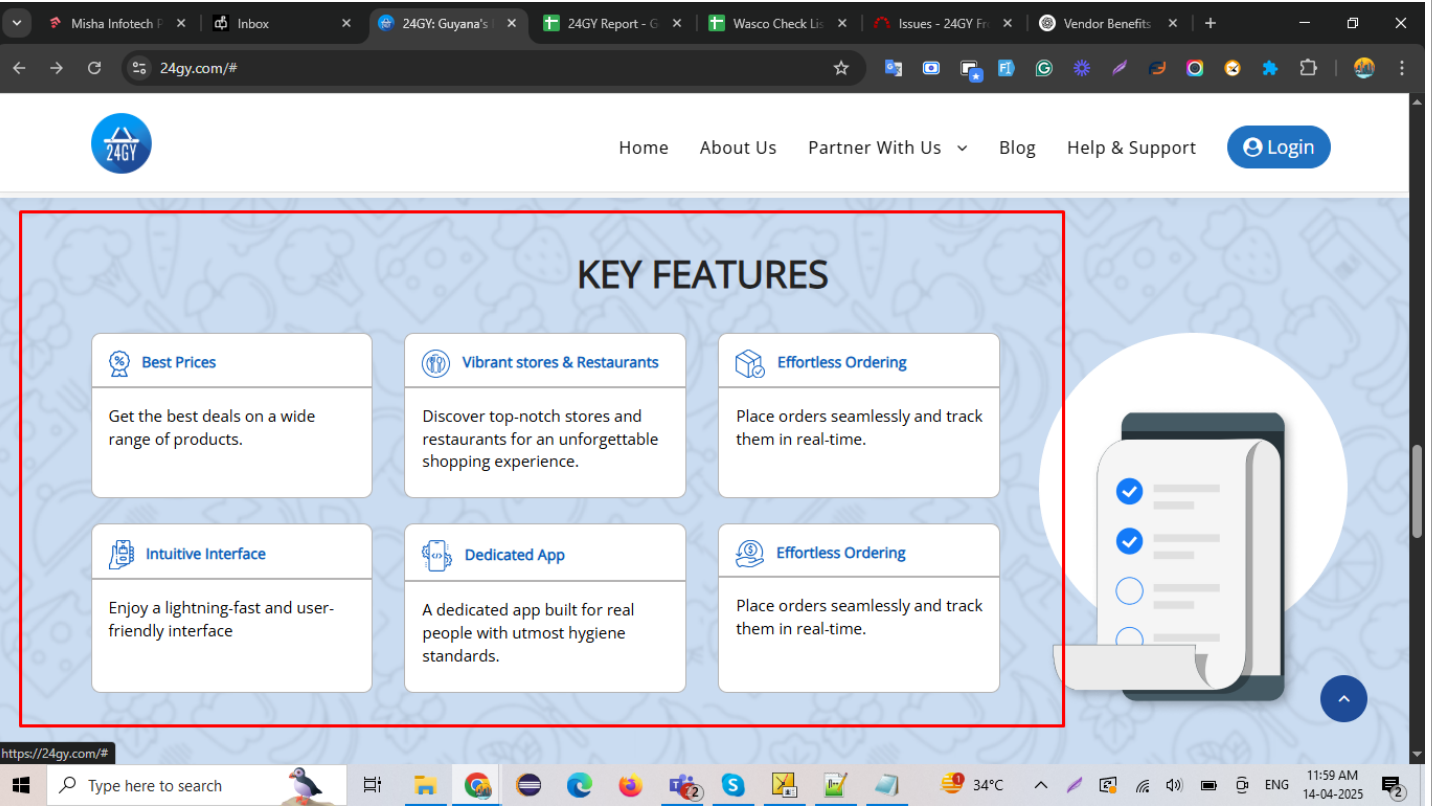 Misha Infotech P
Inbox
24GY: Guyana's
24GY Report - G
Wasco Check Lis
Issues - 24GY Fr
Vendor Benefits
24gy.com/#
24GY
Home
About Us
Partner With Us
Blog
Help & Support
Login
KEY FEATURES
Best Prices
Get the best deals on a wide
range of products.
Vibrant stores & Restaurants
Discover top-notch stores and
restaurants for an unforgettable
shopping experience.
Effortless Ordering
Place orders seamlessly and track
them in real-time.
Intuitive Interface
Enjoy a lightning-fast and user-
friendly interface
Dedicated App
A dedicated app built for real
people with utmost hygiene
standards.
Effortless Ordering
Place orders seamlessly and track
them in real-time.
https://24gy.com/#
Type here to search
2
34°C
ENG
11:59 AM
14-04-2025
2